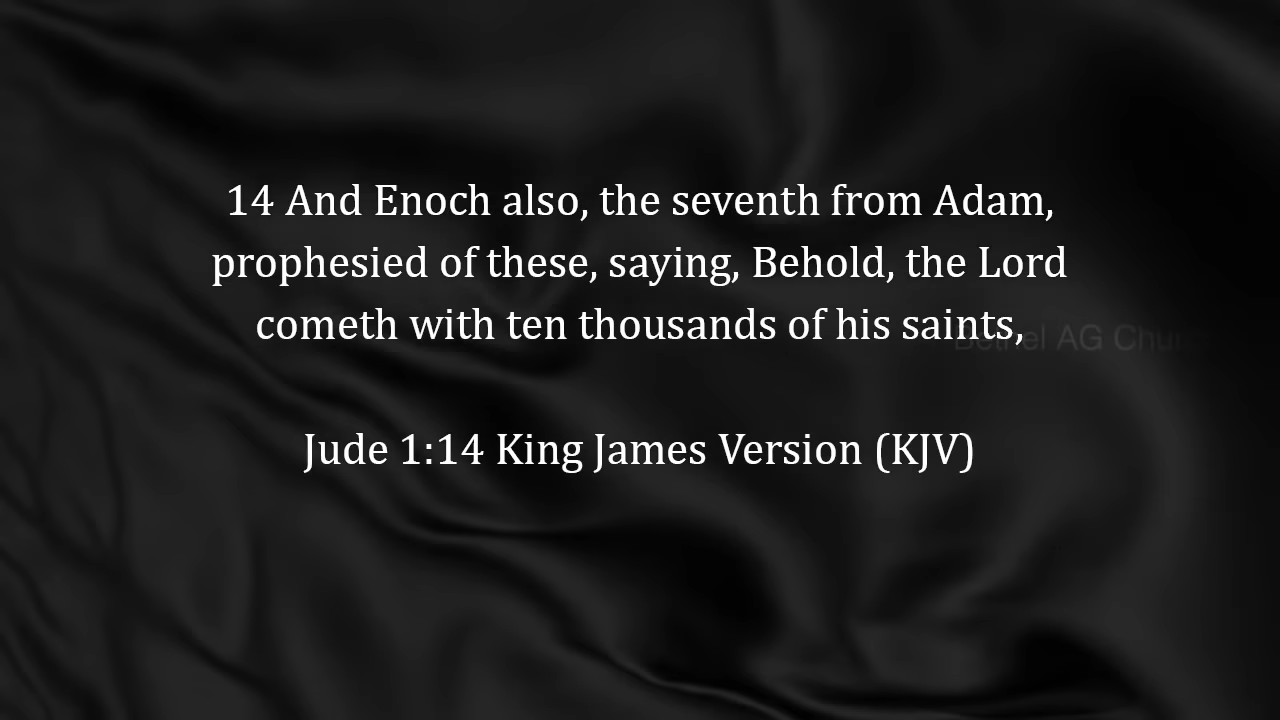 14 And Enoch also, the seventh from Adam,
prophesied of these, saying, Behold, the Lord
cometh with ten thousands of his saints,
AG
Jude 1:14 King James Version (KJV)